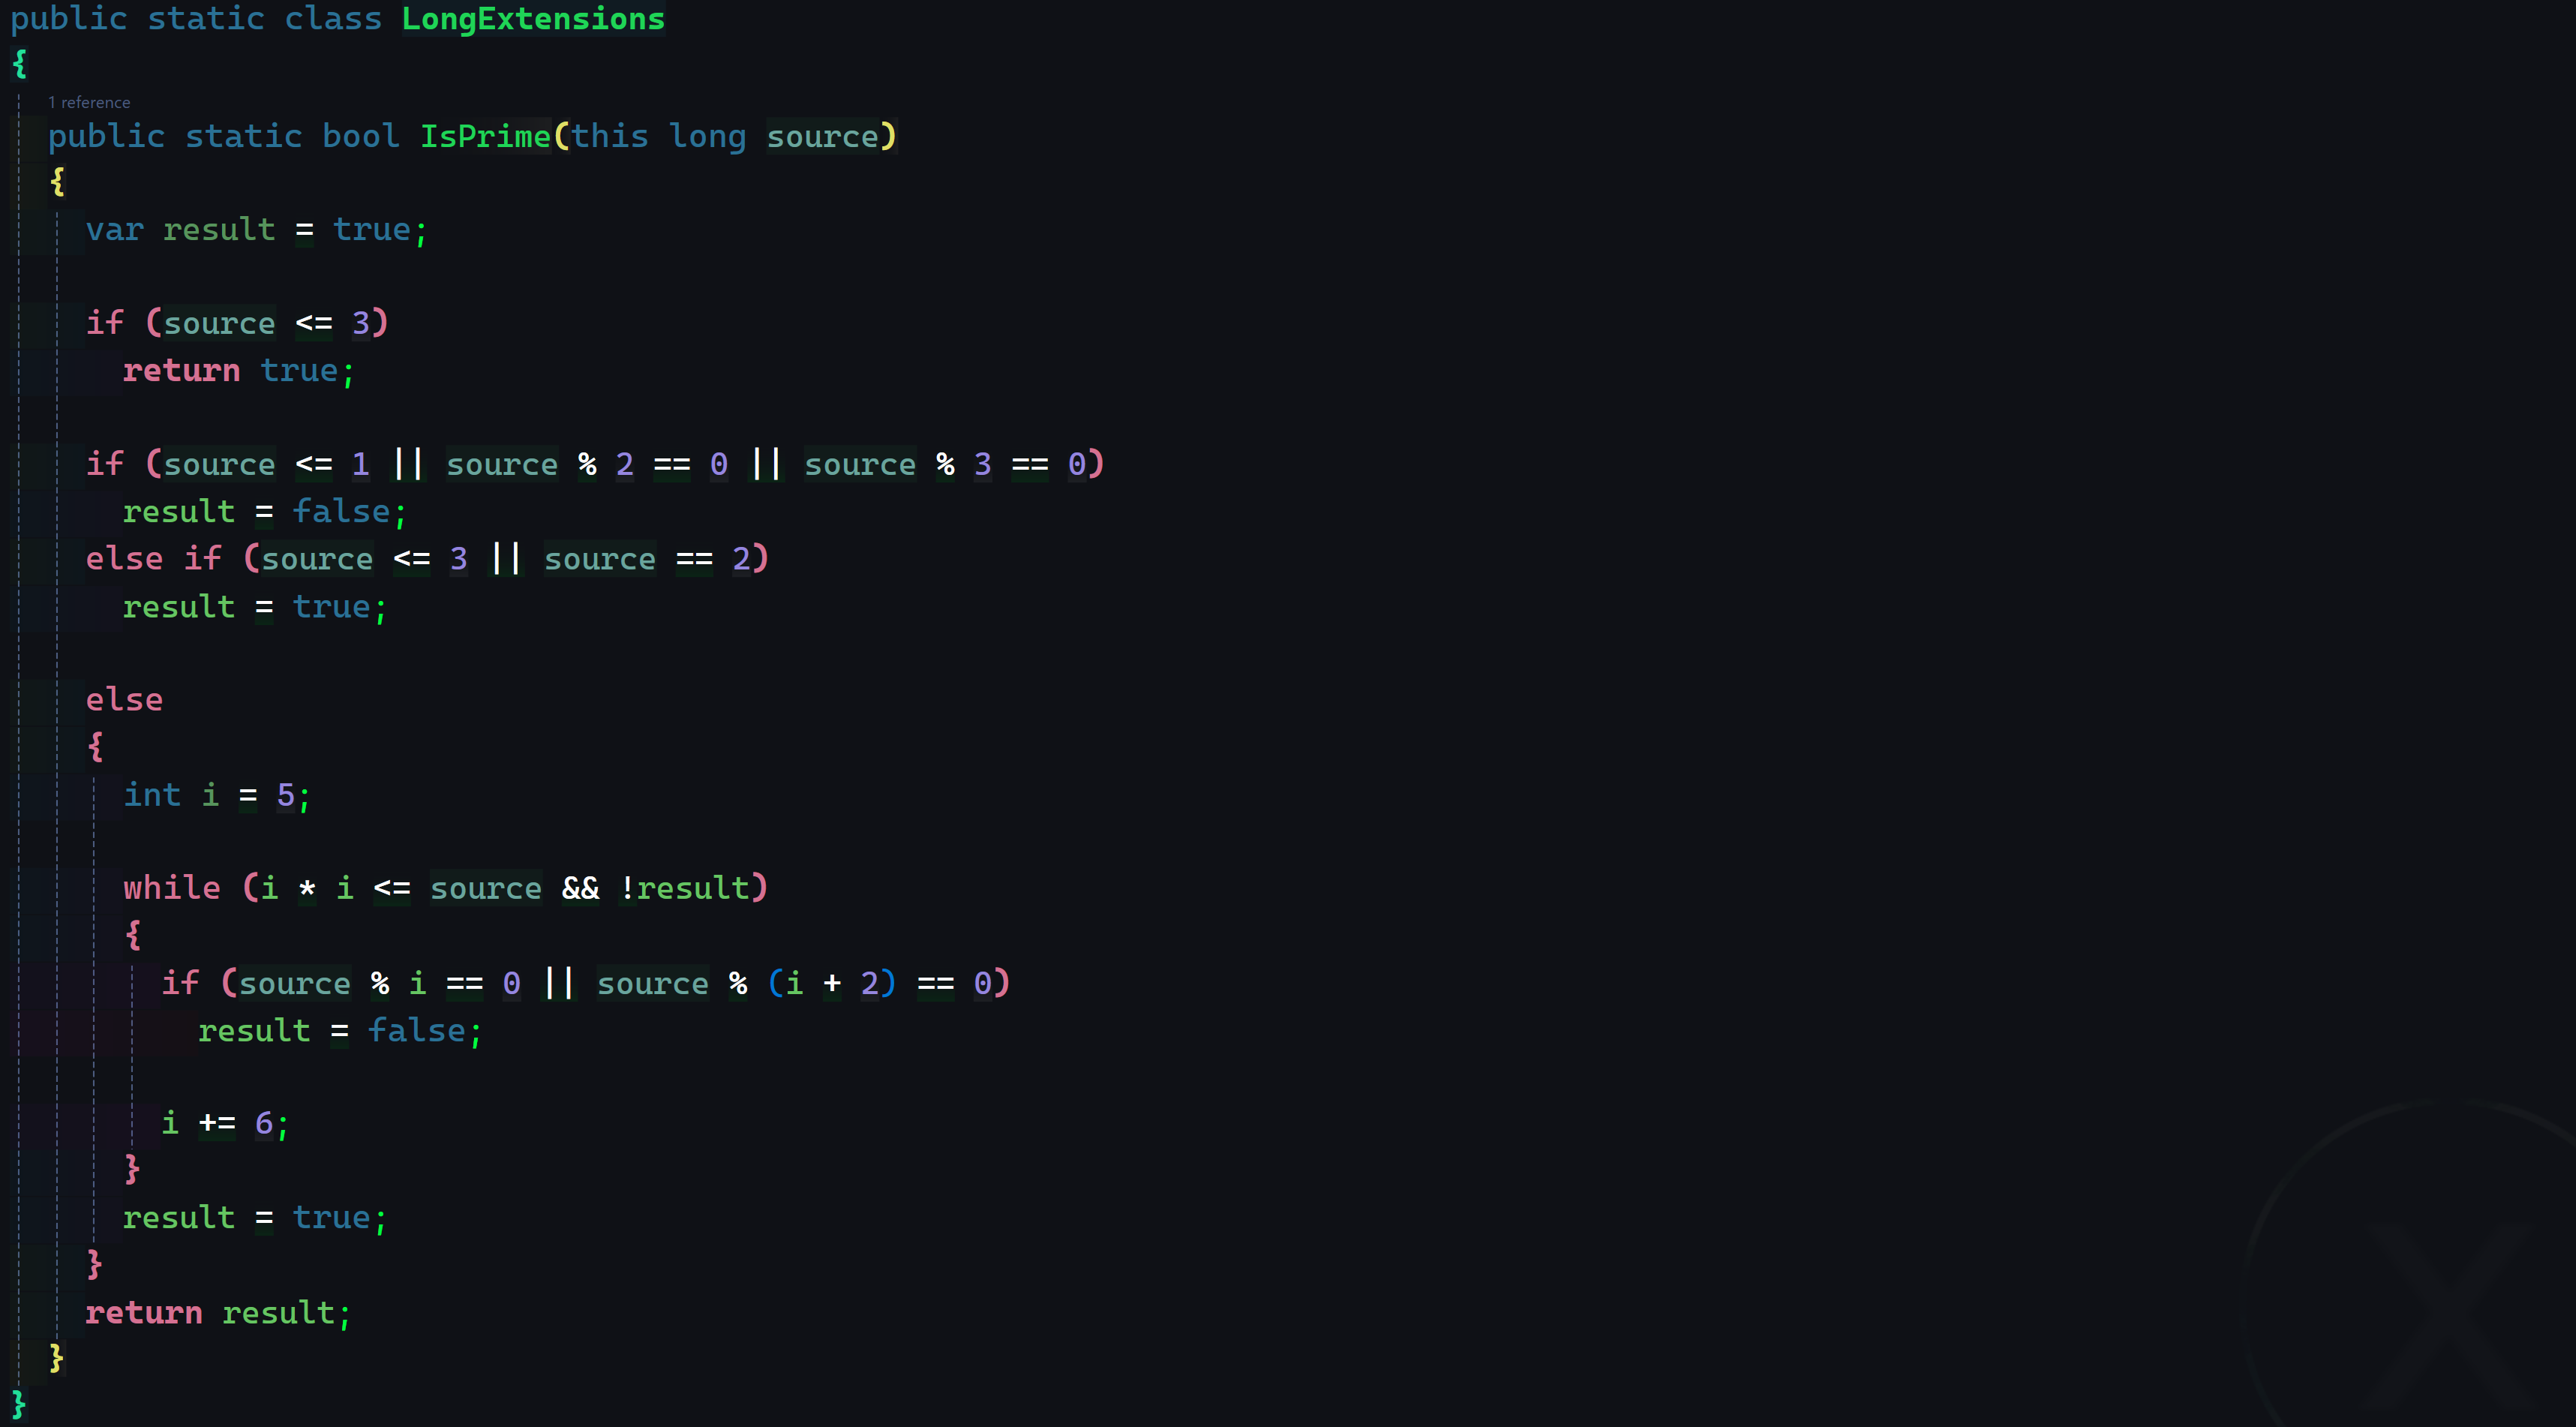 public static class LongExtensions
{
1 reference
public static bool IsPrime(this long source)
{
var result = true;
if (source <= 3)
return true;
if (source <= 1 || source % 2 == 0 || source % 3 == 0)
result = false;
else if (source <= 3 || source == 2)
result = true;
else
{
int i = 5;
while (i * i <= source && !result)
{
if (source % i == 0 || source % (i + 2) == 0)
result = false;
i += 6;
}
result = true;
}
return result;
}
}
X